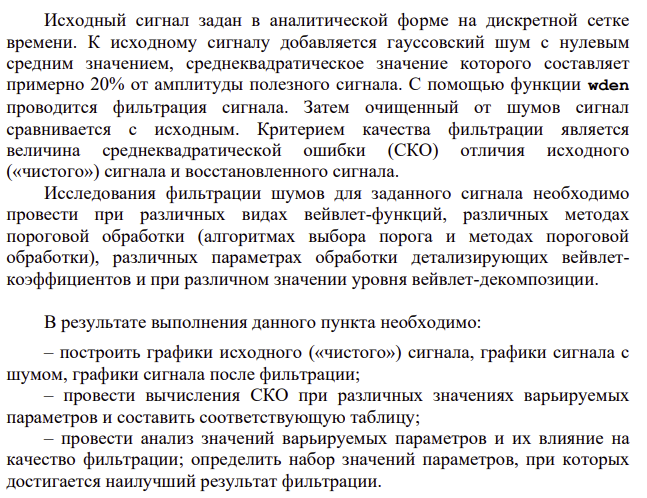 Исходный сигнал задан в аналитической форме на дискретной сетке
времени. К исходному сигналу добавляется гауссовский шум с нулевым
средним значением, среднеквадратическое значение которого составляет
примерно 20% от амплитуды полезного сигнала. С помощью функции wden
проводится фильтрация сигнала. Затем очищенный от шумов сигнал
сравнивается с исходным. Критерием качества фильтрации является
величина среднеквадратической ошибки (СКО) отличия исходного
(«чистого») сигнала и восстановленного сигнала.
Исследования фильтрации шумов для заданного сигнала необходимо
провести при различных видах вейвлет-функций, различных методах
пороговой обработки (алгоритмах выбора порога и методах пороговой
обработки), различных параметрах обработки детализирующих вейвлет-
коэффициентов и при различном значении уровня вейвлет-декомпозиции.
В результате выполнения данного пункта необходимо:
– построить графики исходного («чистого») сигнала, графики сигнала с
шумом, графики сигнала после фильтрации;
– провести вычисления СКО при различных значениях варьируемых
параметров и составить соответствующую таблицу;
– провести анализ значений варьируемых параметров и их влияние на
качество фильтрации; определить набор значений параметров, при которых
достигается наилучший результат фильтрации.